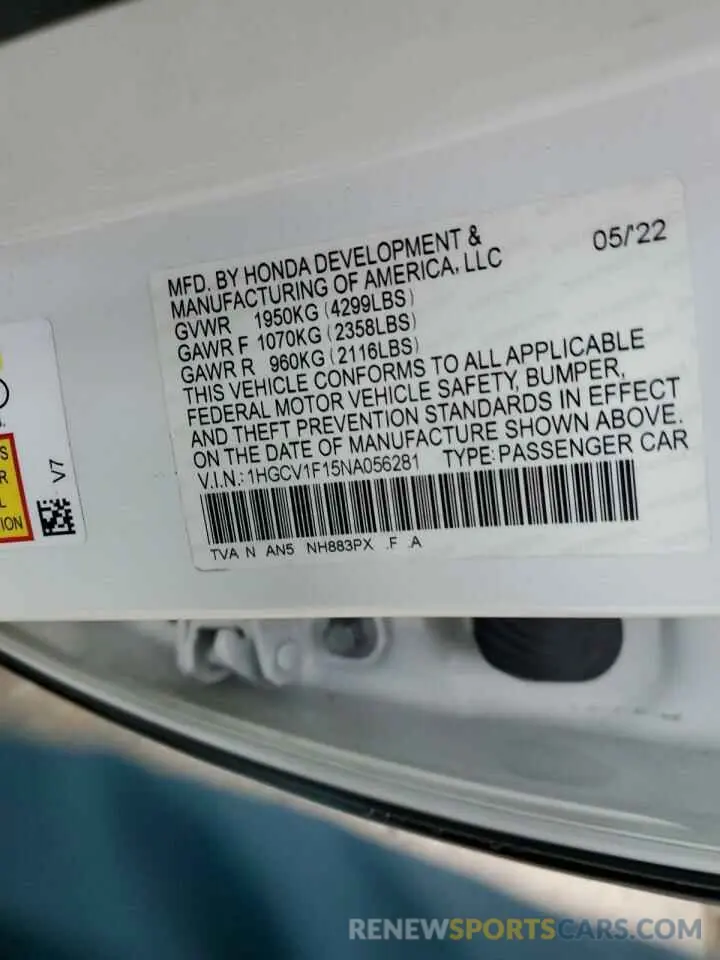 05/'22
MFD. BY HONDA DEVELOPMENT &
MANUFACTURING OF AMERICA, LLC
GVWR 1950KG (4299LBS)
GAWR F 1070KG (2358LBS)
GAWR R 960KG (2116LBS)
THIS VEHICLE CONFORMS TO ALL APPLICABLE
FEDERAL MOTOR VEHICLE SAFETY, BUMPER,
AND THEFT PREVENTION STANDARDS IN EFFECT
ON THE DATE OF MANUFACTURE SHOWN ABOVE.
V.I.N.: 1HGCV1F15NA056281 TYPE: PASSENGER CAR
TVA N AN5 NH883PX .F .A
V7
S
R
L
ION
RENEWSPORTSCARS.COM